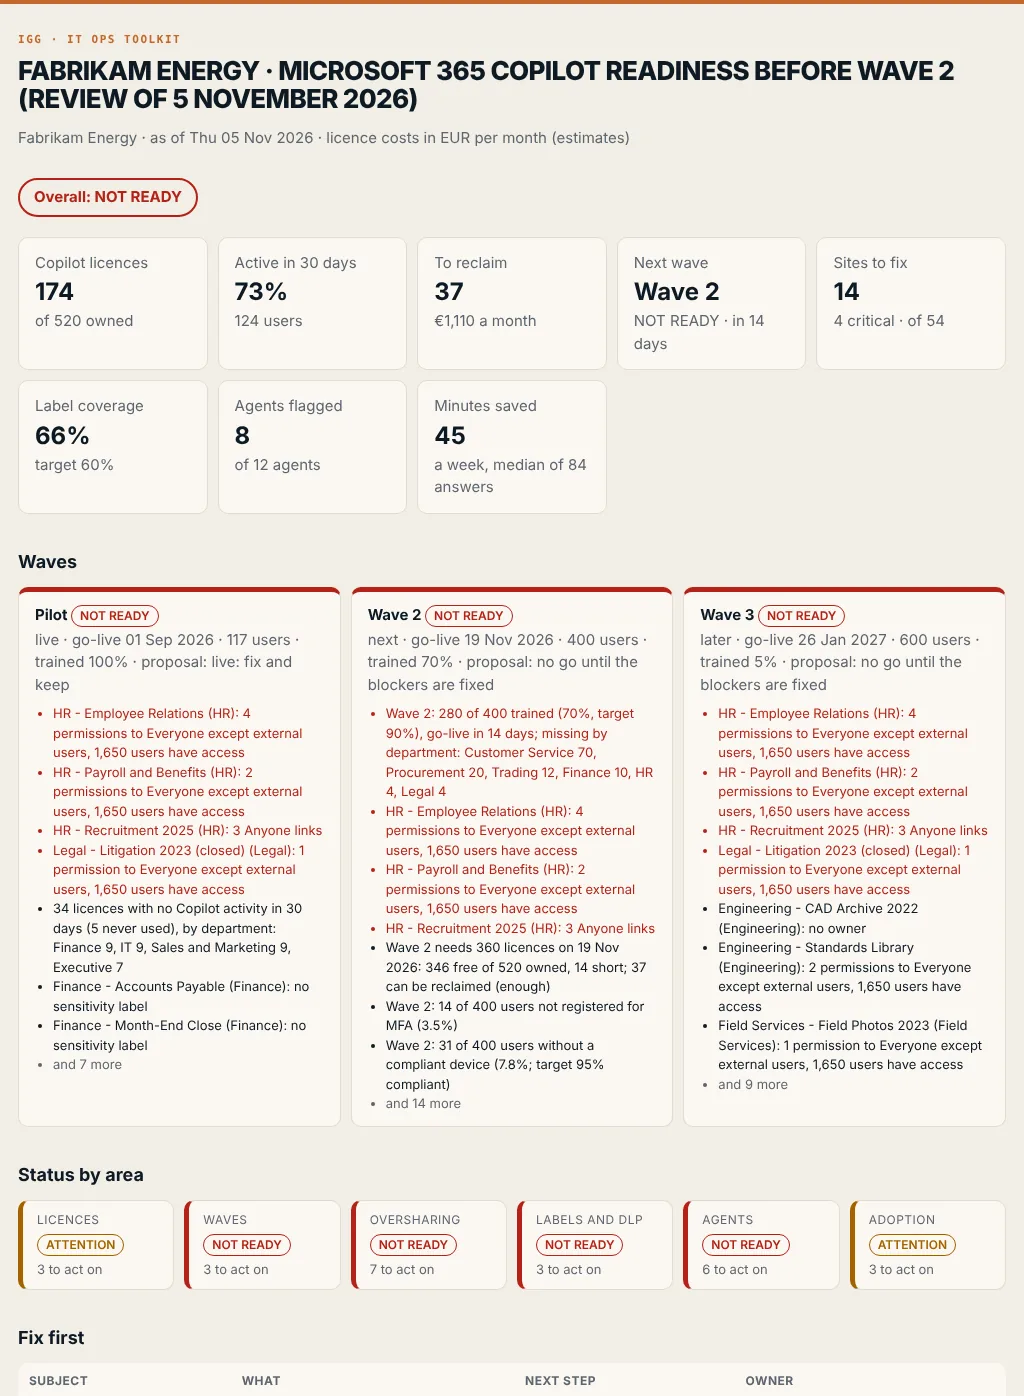 IGG · IT OPS TOOLKIT
FABRIKAM ENERGY · MICROSOFT 365 COPILOT READINESS BEFORE WAVE 2
(REVIEW OF 5 NOVEMBER 2026)
Fabrikam Energy · as of Thu 05 Nov 2026 · licence costs in EUR per month (estimates)
Overall: NOT READY
Copilot licences
174
of 520 owned
Active in 30 days
73%
124 users
To reclaim
37
€1,110 a month
Next wave
Wave 2
NOT READY · in 14
days
Sites to fix
14
4 critical · of 54
Label coverage
66%
target 60%
Agents flagged
8
of 12 agents
Minutes saved
45
a week, median of 84
answers
Waves
Pilot NOT READY
live · go-live 01 Sep 2026 · 117 users ·
trained 100% · proposal: live: fix and
keep
• HR - Employee Relations (HR): 4
permissions to Everyone except external
users, 1,650 users have access
• HR - Payroll and Benefits (HR): 2
permissions to Everyone except external
users, 1,650 users have access
• HR - Recruitment 2025 (HR): 3 Anyone links
• Legal - Litigation 2023 (closed) (Legal): 1
permission to Everyone except external
users, 1,650 users have access
• 34 licences with no Copilot activity in 30
days (5 never used), by department:
Finance 9, IT 9, Sales and Marketing 9,
Executive 7
• Finance - Accounts Payable (Finance): no
sensitivity label
• Finance - Month-End Close (Finance): no
sensitivity label
• and 7 more
Wave 2 NOT READY
next · go-live 19 Nov 2026 · 400 users ·
trained 70% · proposal: no go until the
blockers are fixed
• Wave 2: 280 of 400 trained (70%, target
90%), go-live in 14 days; missing by
department: Customer Service 70,
Procurement 20, Trading 12, Finance 10, HR
4, Legal 4
• HR - Employee Relations (HR): 4
permissions to Everyone except external
users, 1,650 users have access
• HR - Payroll and Benefits (HR): 2
permissions to Everyone except external
users, 1,650 users have access
• HR - Recruitment 2025 (HR): 3 Anyone links
• Wave 2 needs 360 licences on 19 Nov
2026: 346 free of 520 owned, 14 short; 37
can be reclaimed (enough)
• Wave 2: 14 of 400 users not registered for
MFA (3.5%)
• Wave 2: 31 of 400 users without a
compliant device (7.8%; target 95%
compliant)
• and 14 more
Wave 3 NOT READY
later · go-live 26 Jan 2027 · 600 users ·
trained 5% · proposal: no go until the
blockers are fixed
• HR - Employee Relations (HR): 4
permissions to Everyone except external
users, 1,650 users have access
• HR - Payroll and Benefits (HR): 2
permissions to Everyone except external
users, 1,650 users have access
• HR - Recruitment 2025 (HR): 3 Anyone links
• Legal - Litigation 2023 (closed) (Legal): 1
permission to Everyone except external
users, 1,650 users have access
• Engineering - CAD Archive 2022
(Engineering): no owner
• Engineering - Standards Library
(Engineering): 2 permissions to Everyone
except external users, 1,650 users have
access
• Field Services - Field Photos 2023 (Field
Services): 1 permission to Everyone except
external users, 1,650 users have access
• and 9 more
Status by area
LICENCES
ATTENTION
3 to act on
WAVES
NOT READY
3 to act on
OVERSHARING
NOT READY
7 to act on
LABELS AND DLP
NOT READY
3 to act on
AGENTS
NOT READY
6 to act on
ADOPTION
ATTENTION
3 to act on
Fix first
SUBJECT WHAT NEXT STEP OWNER